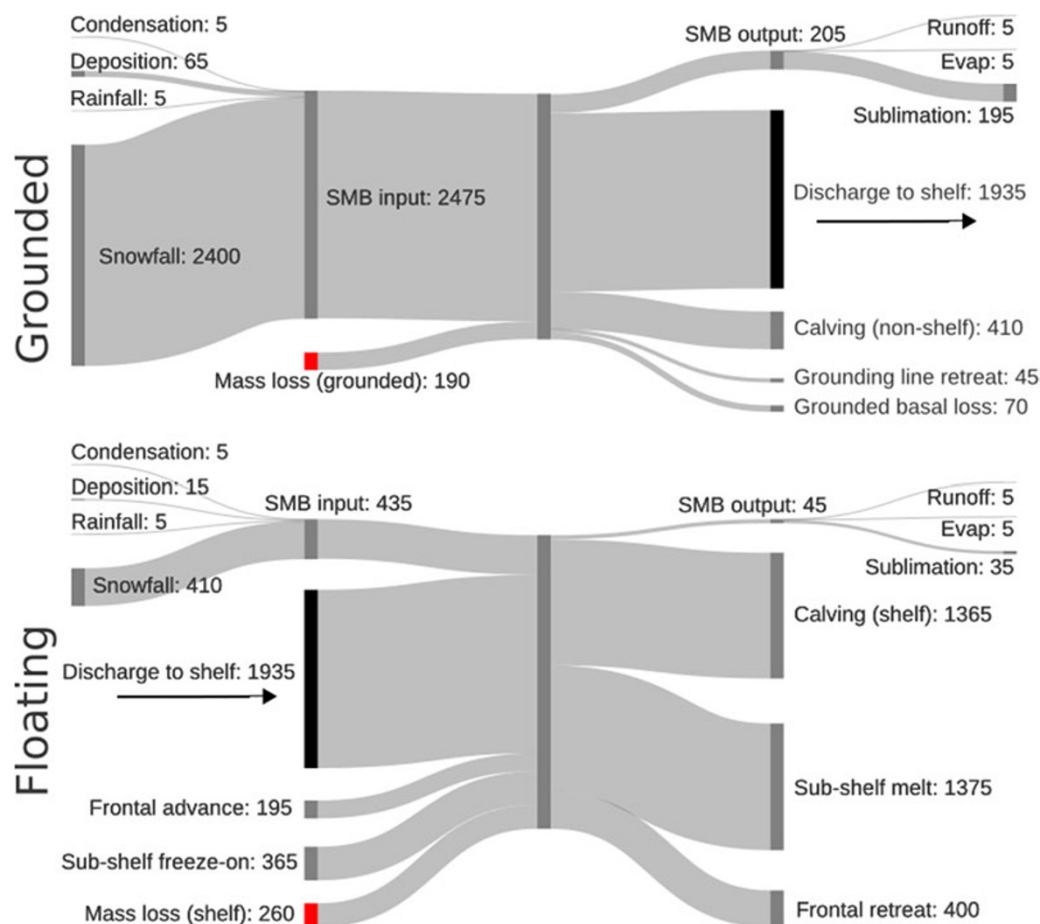 Grounded
Condensation: 5
Deposition: 65
Rainfall: 5
Snowfall: 2400
SMB input: 2475
Mass loss (grounded): 190
SMB output: 205
Runoff: 5
Evap: 5
Sublimation: 195
Discharge to shelf: 1935
Calving (non-shelf): 410
Grounding line retreat: 45
Grounded basal loss: 70
Floating
Condensation: 5
Deposition: 15
Rainfall: 5
Snowfall: 410
SMB input: 435
Discharge to shelf: 1935
Frontal advance: 195
Sub-shelf freeze-on: 365
Mass loss (shelf): 260
SMB output: 45
Runoff: 5
Evap: 5
Sublimation: 35
Calving (shelf): 1365
Sub-shelf melt: 1375
Frontal retreat: 400